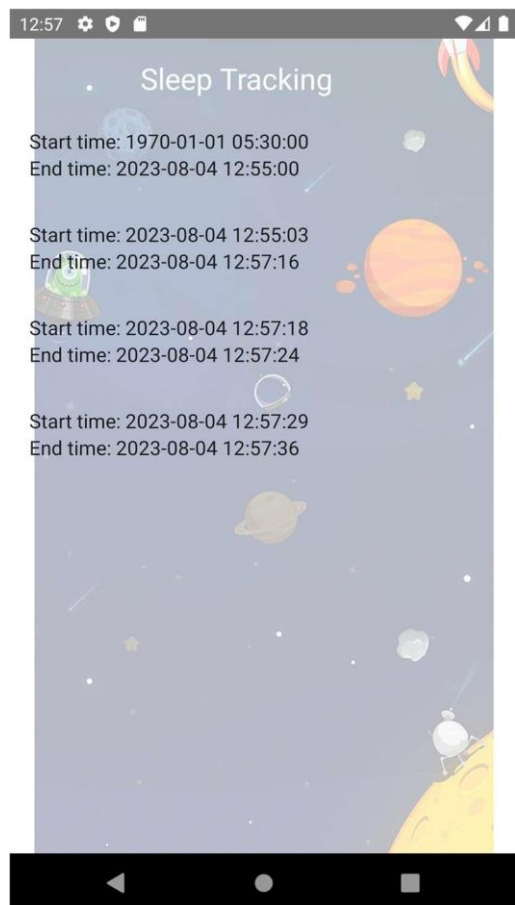 12:57
Sleep Tracking
Start time: 1970-01-01 05:30:00
End time: 2023-08-04 12:55:00
Start time: 2023-08-04 12:55:03
End time: 2023-08-04 12:57:16
Start time: 2023-08-04 12:57:18
End time: 2023-08-04 12:57:24
Start time: 2023-08-04 12:57:29
End time: 2023-08-04 12:57:36